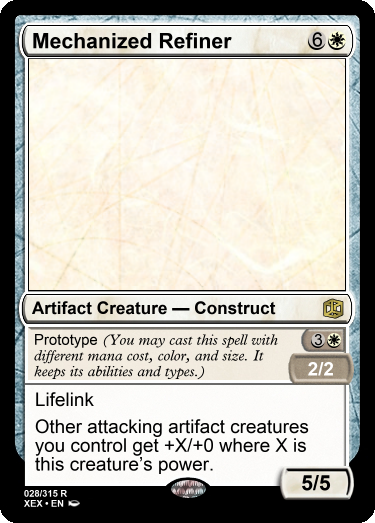 Mechanized Refiner 6
Artifact Creature — Construct
Prototype (You may cast this spell with 3
different mana cost, color, and size. It
keeps its abilities and types.) 2/2
Lifelink
Other attacking artifact creatures
you control get +X/+0 where X is
this creature's power.
5/5
028/315 R
XEX • EN